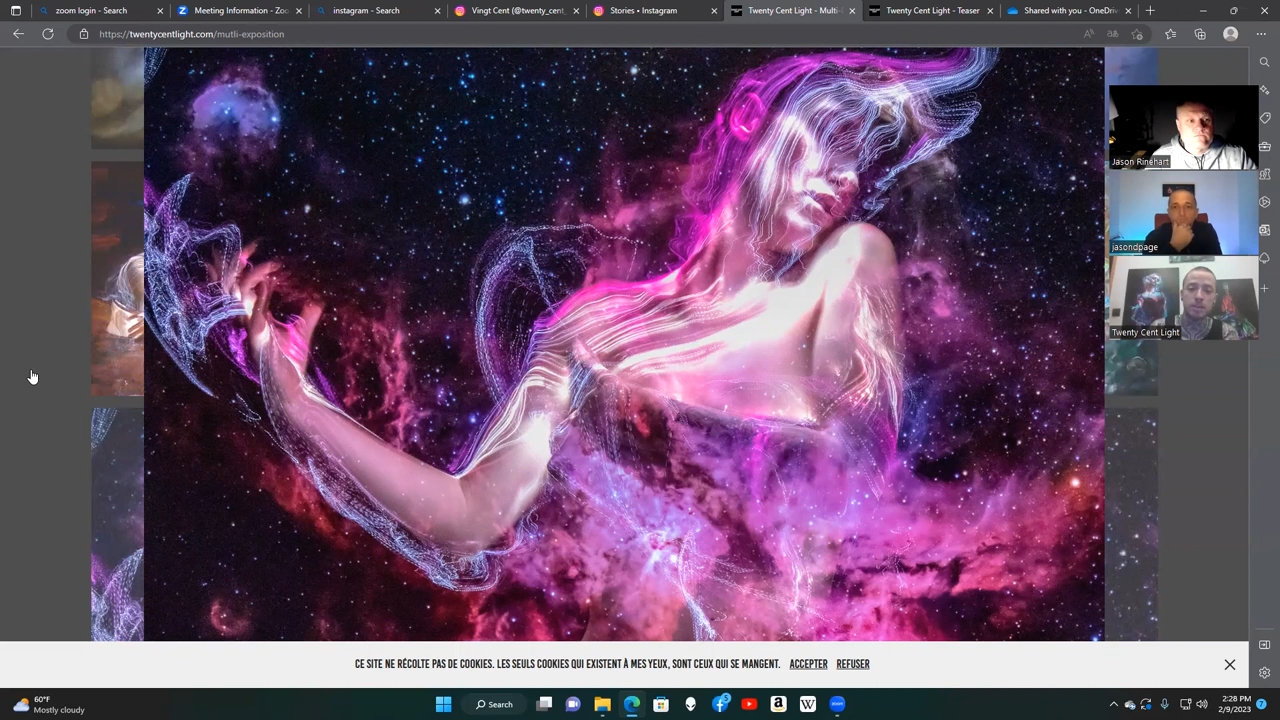 zoom login - Search
Meeting Information - Zoo
instagram - Search
Vingt Cent (@twenty_cent_
Stories • Instagram
Twenty Cent Light - Multi-E
Twenty Cent Light - Teaser
Shared with you - OneDriv
https://twentycentlight.com/mutli-exposition
Jason Rinehart
jasondpage
Twenty Cent Light
CE SITE NE RÉCOLTE PAS DE COOKIES. LES SEULS COOKIES QUI EXISTENT À MES YEUX, SONT CEUX QUI SE MANGENT. ACCEPTER REFUSER
60°F
Mostly cloudy
Search
5
2:28 PM
2/9/2023